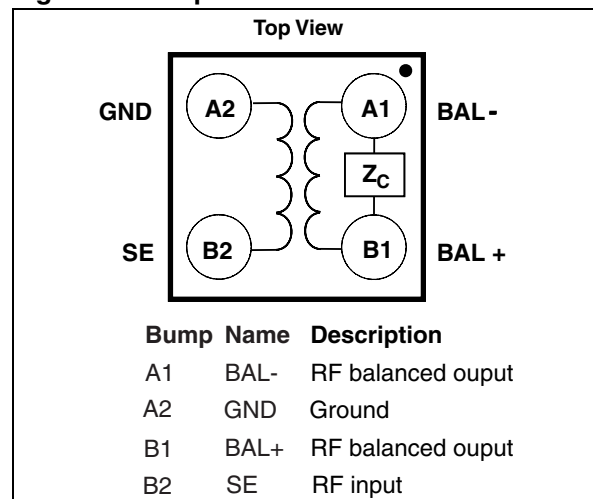 Top View
GND A2 A1 BAL-
Z_C
SE B2 B1 BAL +
Bump Name Description
A1 BAL- RF balanced ouput
A2 GND Ground
B1 BAL+ RF balanced ouput
B2 SE RF input